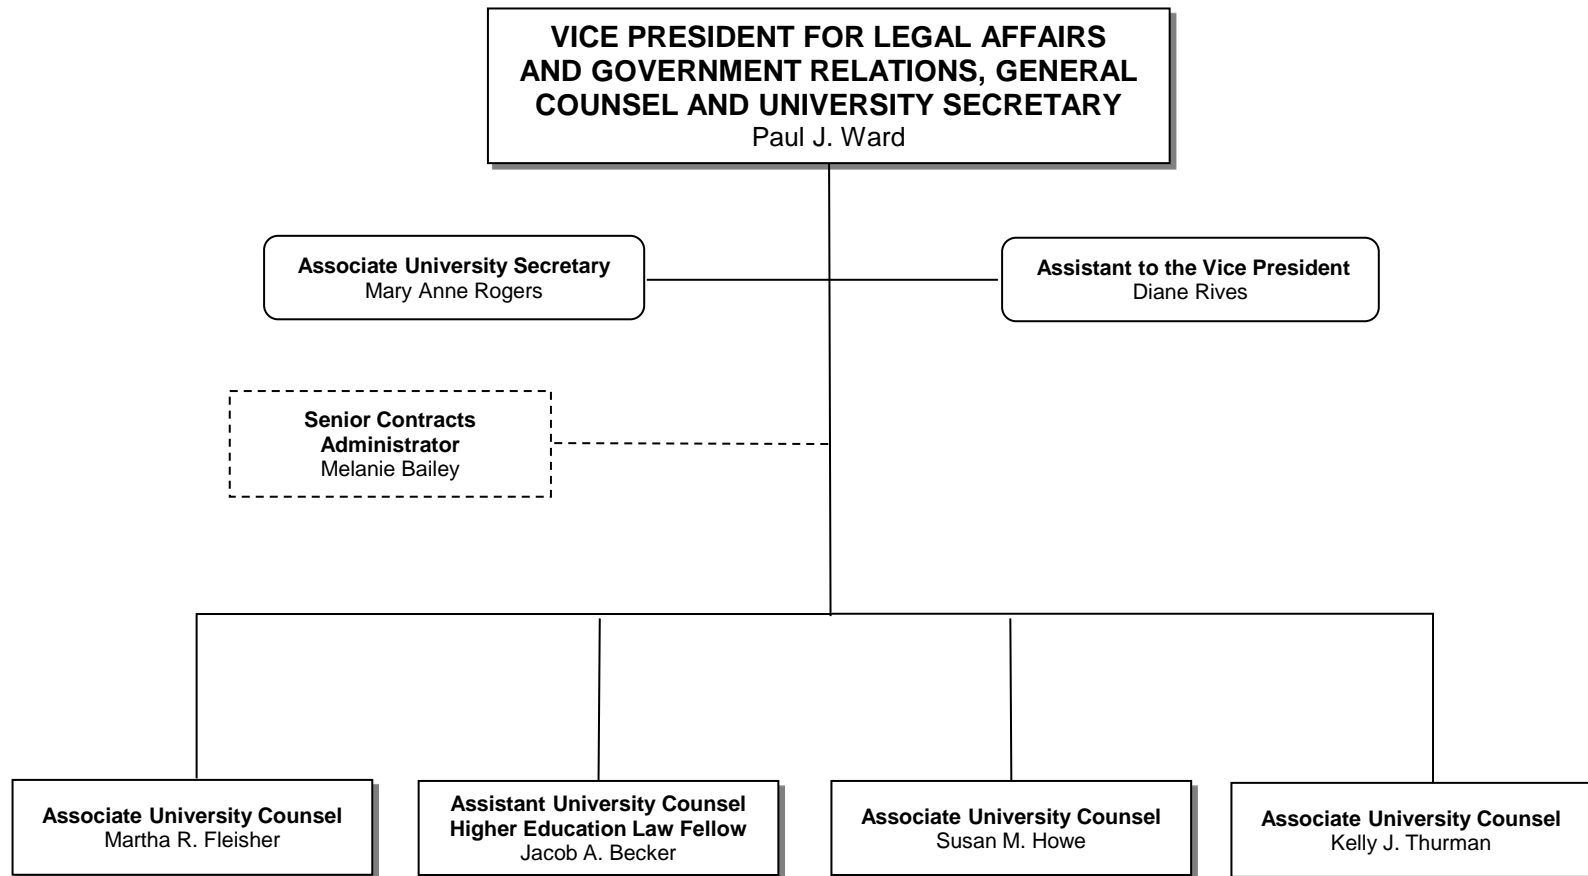 VICE PRESIDENT FOR LEGAL AFFAIRS
AND GOVERNMENT RELATIONS, GENERAL
COUNSEL AND UNIVERSITY SECRETARY
Paul J. Ward
Associate University Secretary
Mary Anne Rogers
Assistant to the Vice President
Diane Rives
Senior Contracts
Administrator
Melanie Bailey
Associate University Counsel
Martha R. Fleisher
Assistant University Counsel
Higher Education Law Fellow
Jacob A. Becker
Associate University Counsel
Susan M. Howe
Associate University Counsel
Kelly J. Thurman